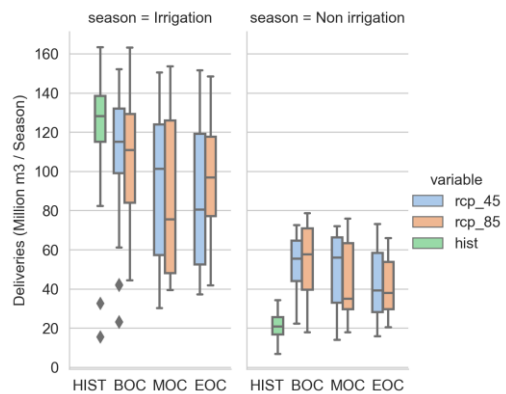 season = Irrigation
season = Non irrigation
Deliveries (Million m3 / Season)
160
140
120
100
80
60
40
20
0
HIST BOC MOC EOC
HIST BOC MOC EOC
variable
rcp_45
rcp_85
hist